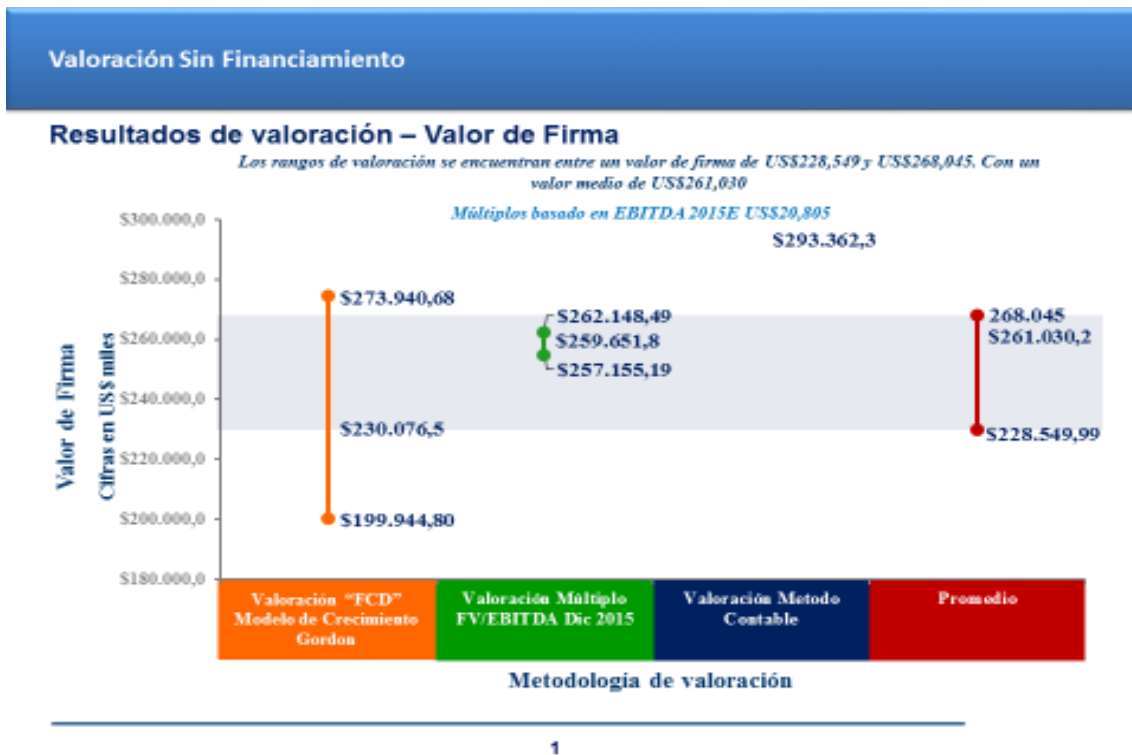 Valoración Sin Financiamiento
Resultados de valoración – Valor de Firma
Los rangos de valoración se encuentran entre un valor de firma de US$228,549 y US$268,045. Con un
valor medio de US$261,030
Múltiplos basado en EBITDA 2015E US$20,805
$300.000,0
$280.000,0
$260.000,0
$240.000,0
$220.000,0
$200.000,0
$180.000,0
Valor de Firma
Cifras en US$ miles
$273.940,68
$230.076,5
$199.944,80
$262.148,49
$259.651,8
$257.155,19
$293.362,3
268.045
$261.030,2
$228.549,99
Valoración "FCD"
Modelo de Crecimiento
Gordon
Valoración Múltiplo
FV/EBITDA Dic 2015
Valoración Metodo
Contable
Promedio
Metodologia de valoración
1